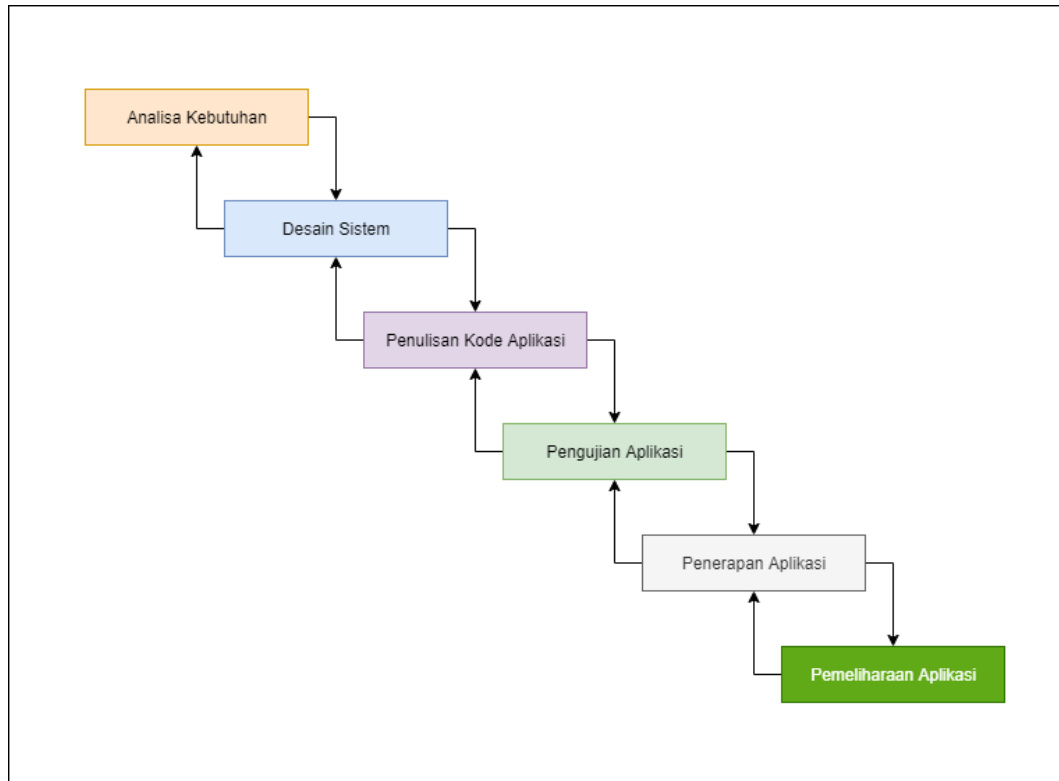 Analisa Kebutuhan
Desain Sistem
Penulisan Kode Aplikasi
Pengujian Aplikasi
Penerapan Aplikasi
Pemeliharaan Aplikasi